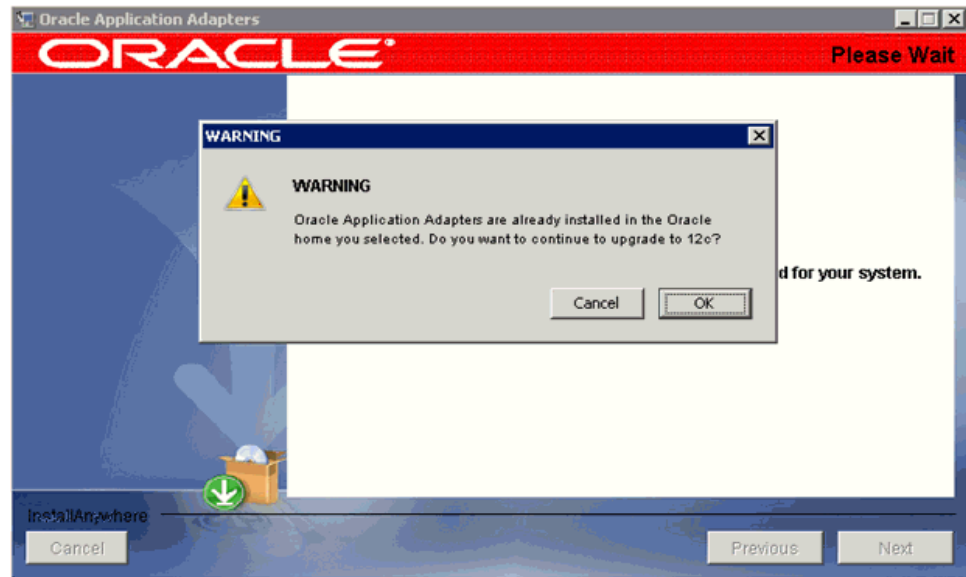 Oracle Application Adapters
ORACLE
Please Wait
WARNING
WARNING
Oracle Application Adapters are already installed in the Oracle
home you selected. Do you want to continue to upgrade to 12c?
Cancel
OK
d for your system.
InstallAnywhere
Cancel
Previous
Next